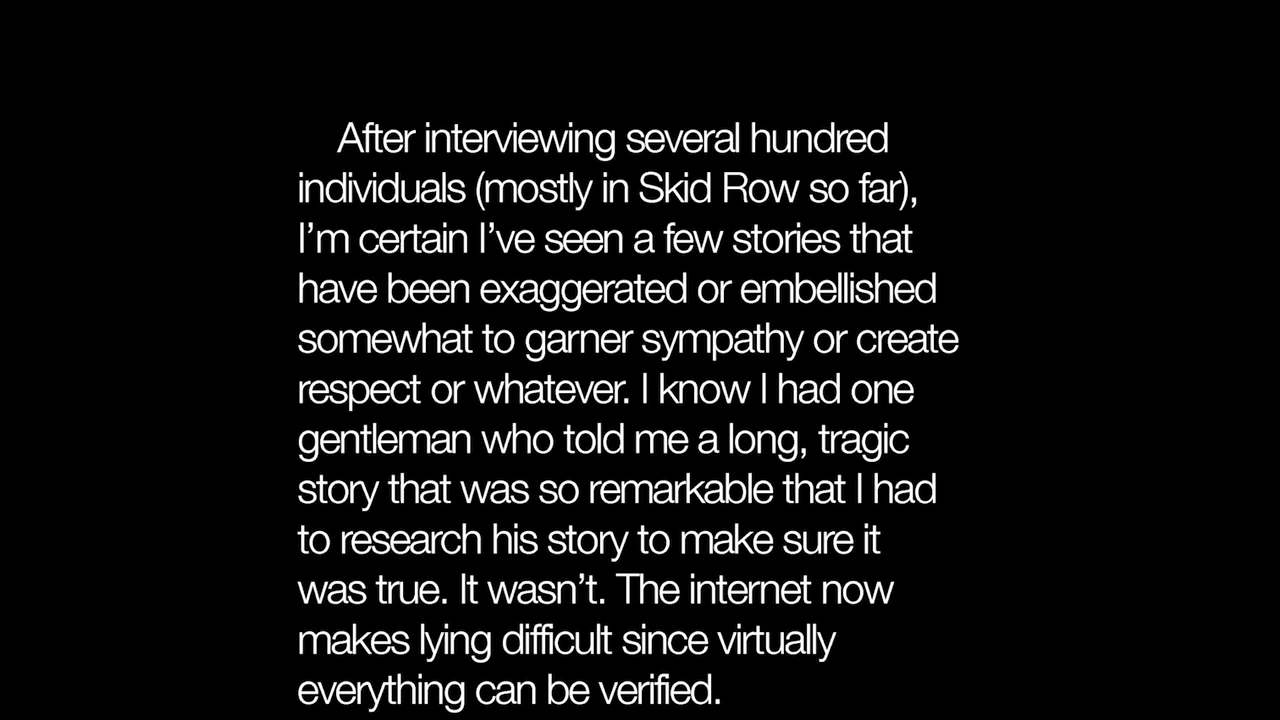 After interviewing several hundred
individuals (mostly in Skid Row so far),
I’m certain I’ve seen a few stories that
have been exaggerated or embellished
somewhat to garner sympathy or create
respect or whatever. I know I had one
gentleman who told me a long, tragic
story that was so remarkable that I had
to research his story to make sure it
was true. It wasn’t. The internet now
makes lying difficult since virtually
everything can be verified.